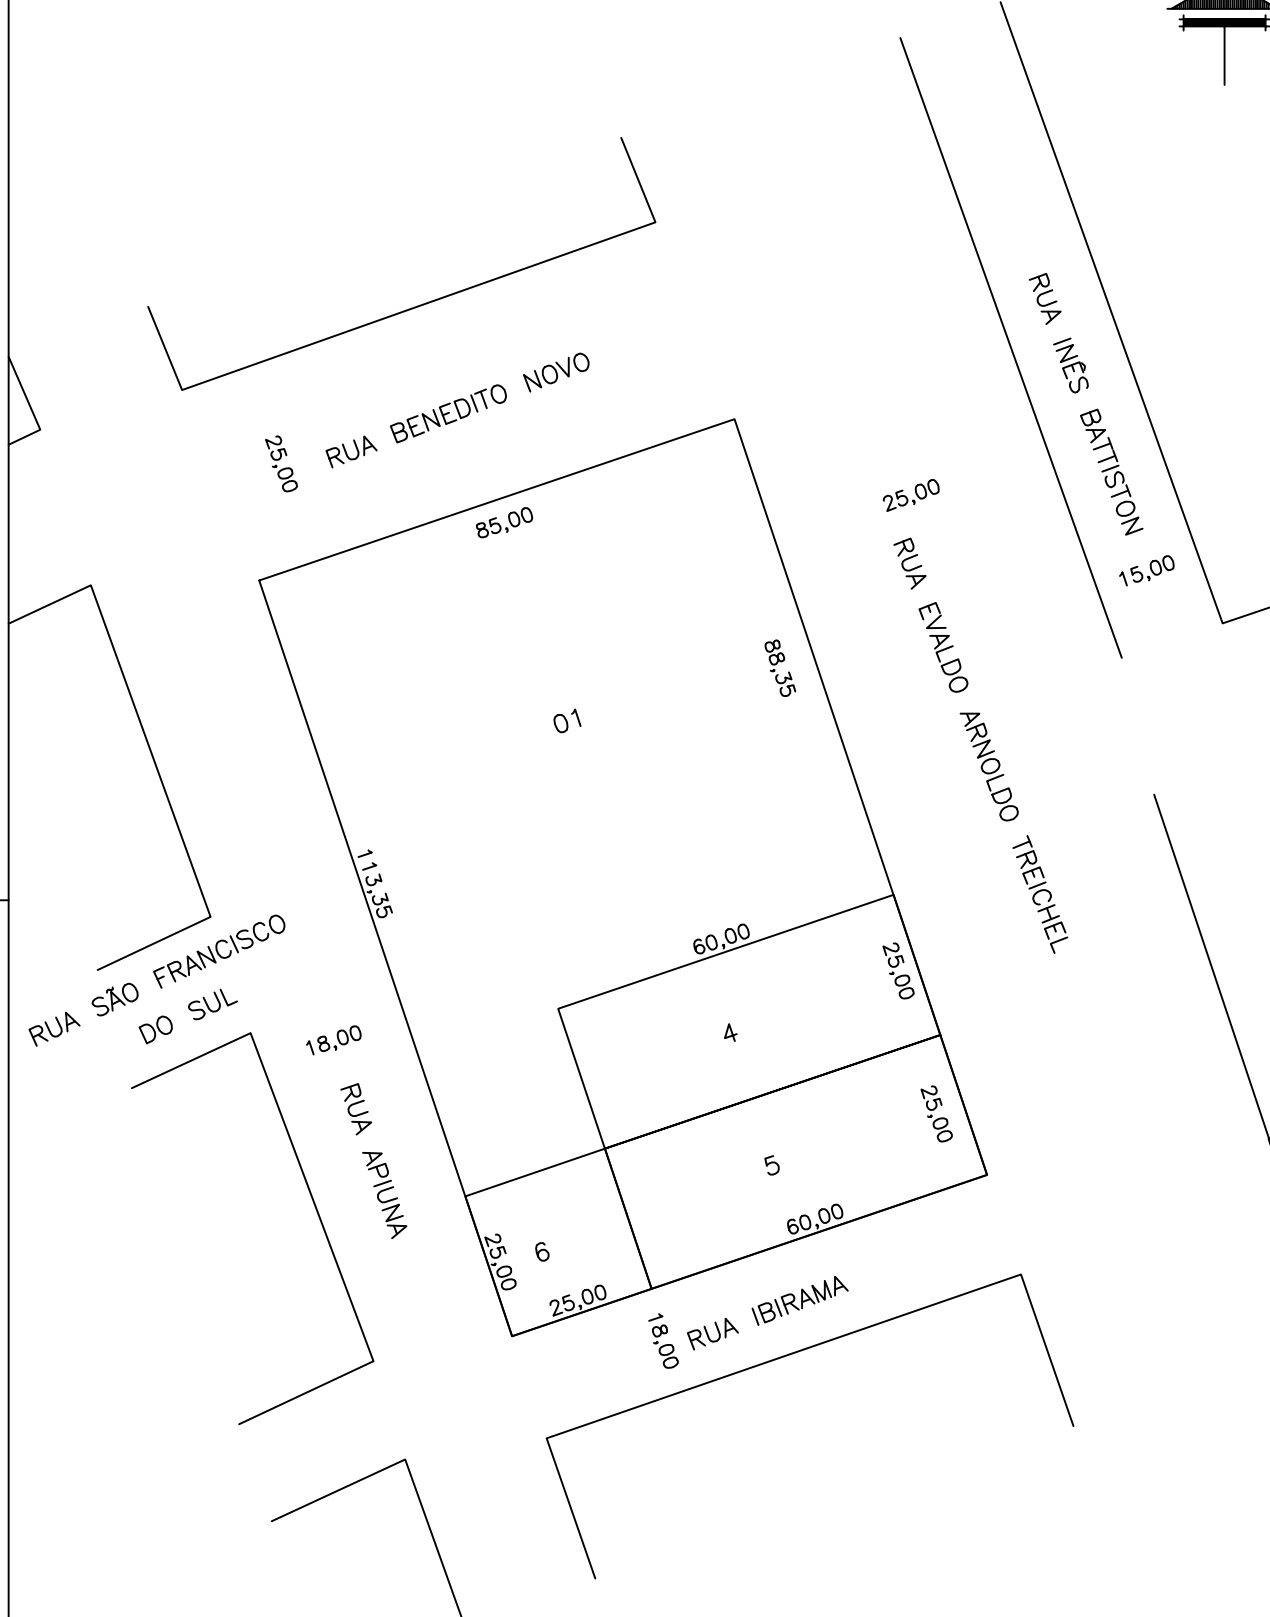 RUA INÊS BATTISTON
15,00
RUA BENEDITO NOVO
25,00
85,00
25,00
RUA EVALDO ARNOLDO TREICHEL
88,35
01
113,35
60,00
25,00
4
RUA SÃO FRANCISCO
DO SUL
18,00
RUA APIUNA
25,00
5
60,00
6
25,00
25,00
18,00
RUA IBIRAMA